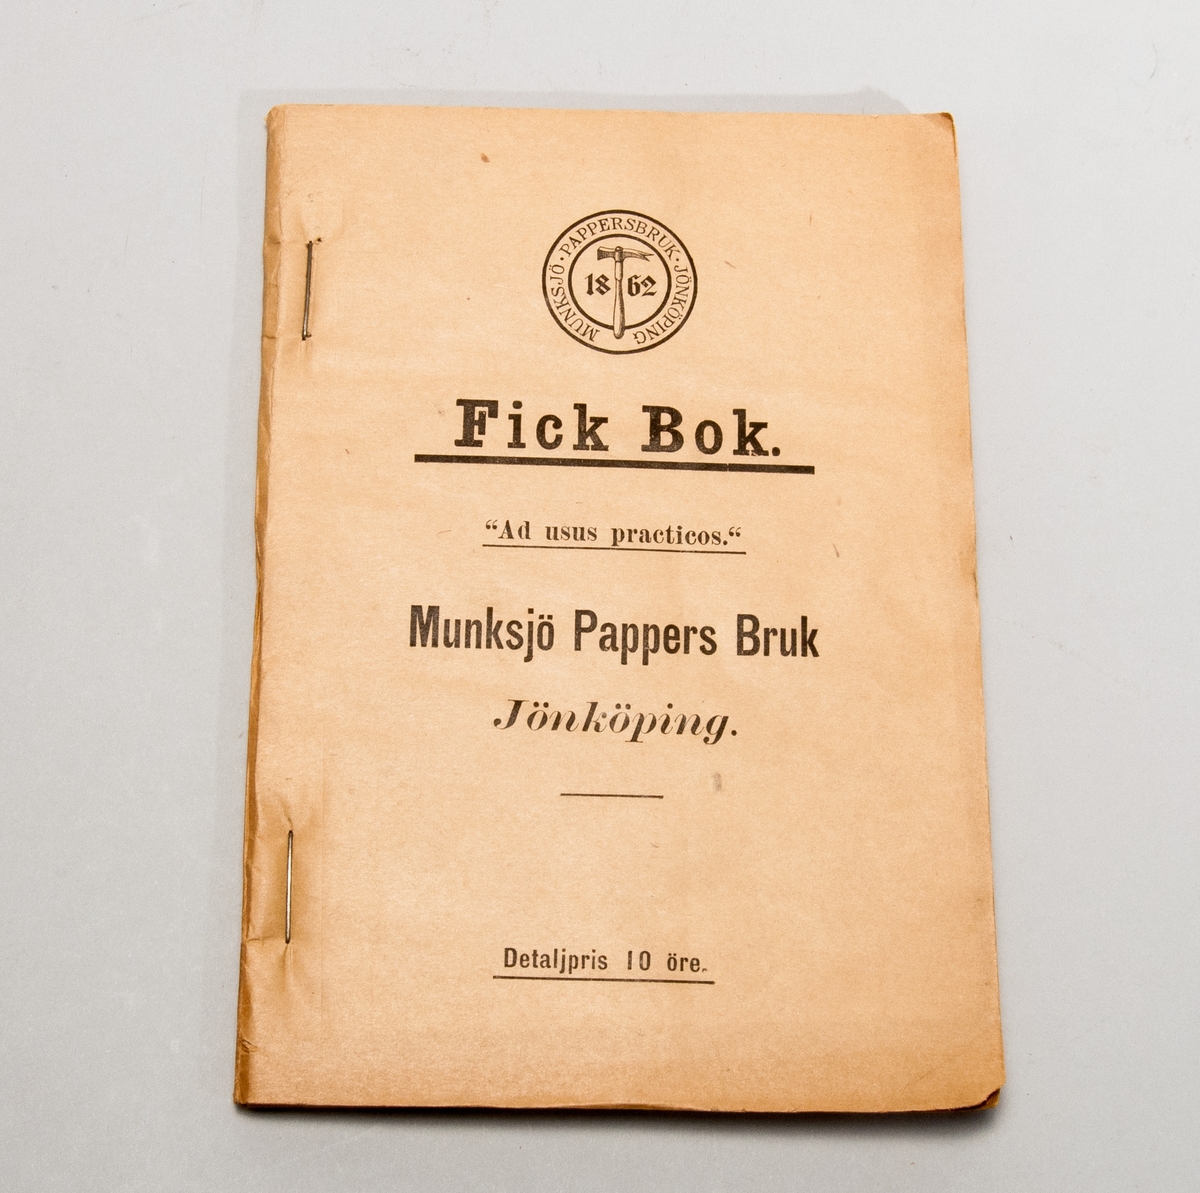 MUNKSJÖ · PAPPERSBRUK · JÖNKÖPING
18 62
Fick Bok.
“Ad usus practicos.“
Munksjö Pappers Bruk
Jönköping.
Detaljpris 10 öre.